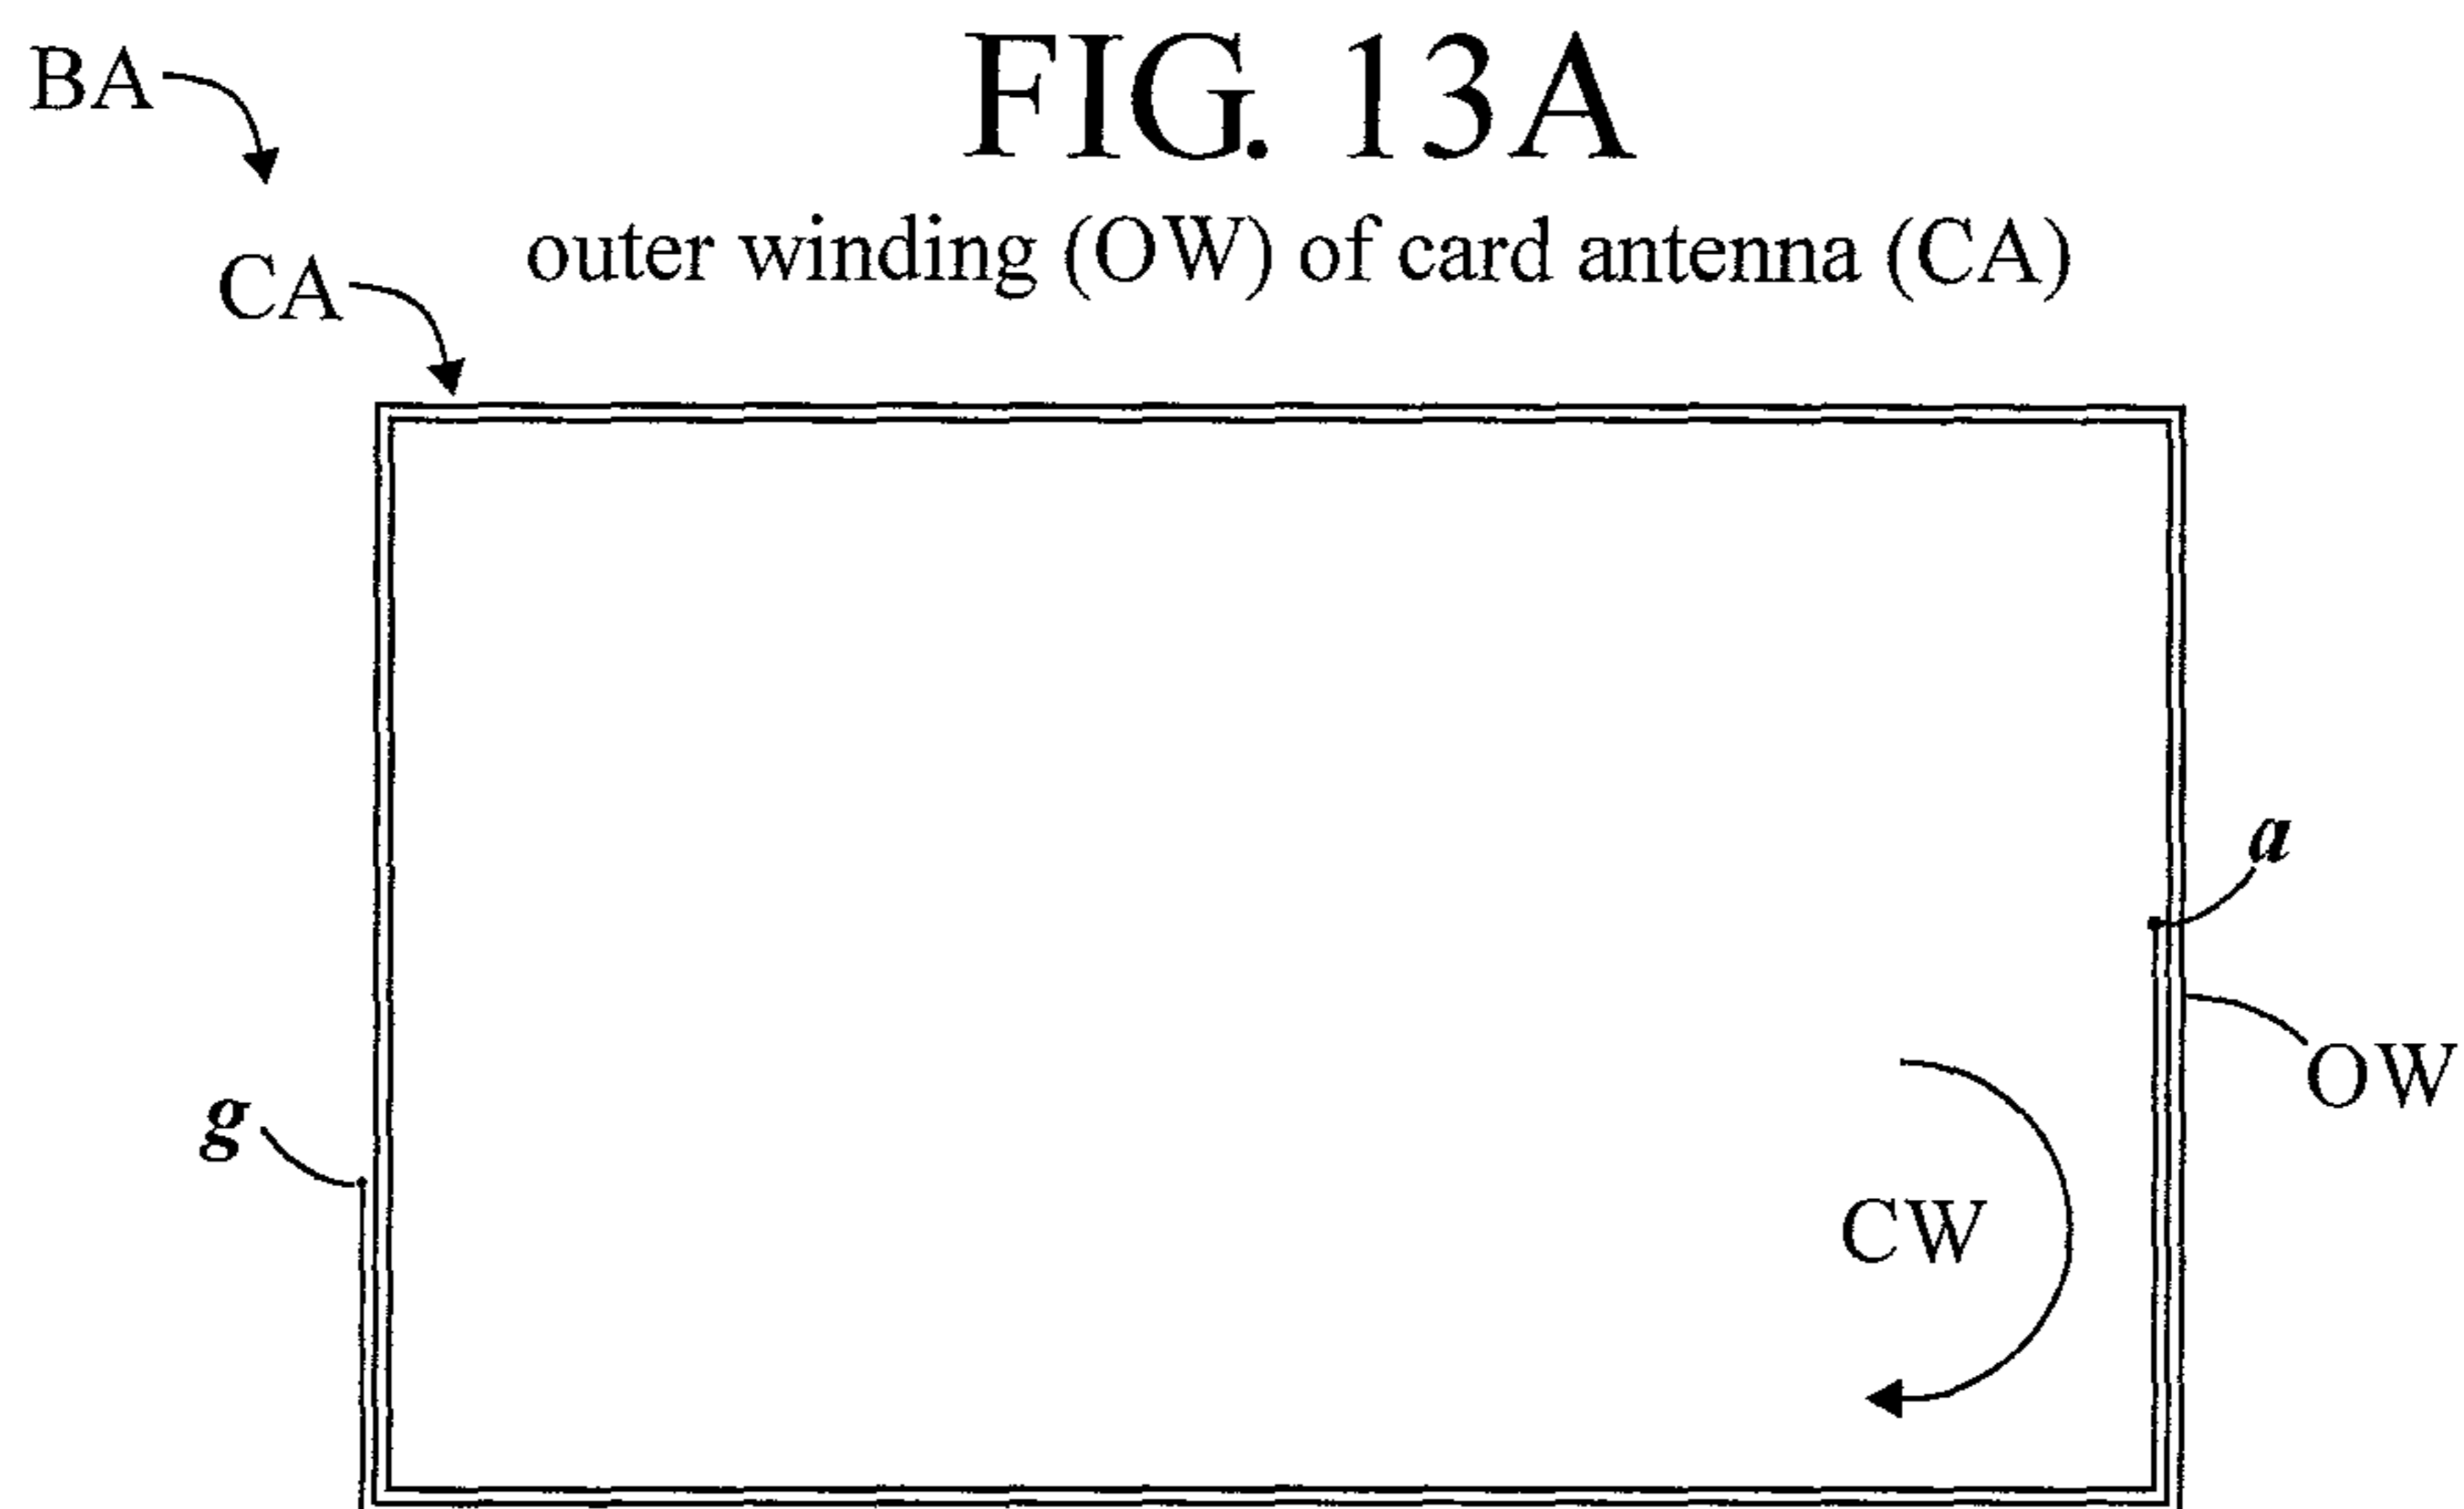 FIG. 13A
BA
outer winding (OW) of card antenna (CA)
CA
a
OW
g
CW